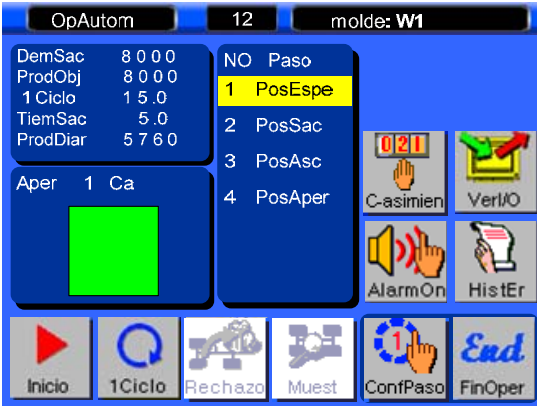 OpAutom 12 molde: W1
DemSac 8000
ProdObj 8000
1 Ciclo 15.0
TiemSac 5.0
ProdDiar 5760
NO Paso
1 PosEspe
2 PosSac
3 PosAsc
4 PosAper
Aper 1 Ca
021
C-asimien
VerI/O
AlarmOn
HistEr
Inicio
1Ciclo
Rechazo
Muest
1
ConfPaso
End
FinOper